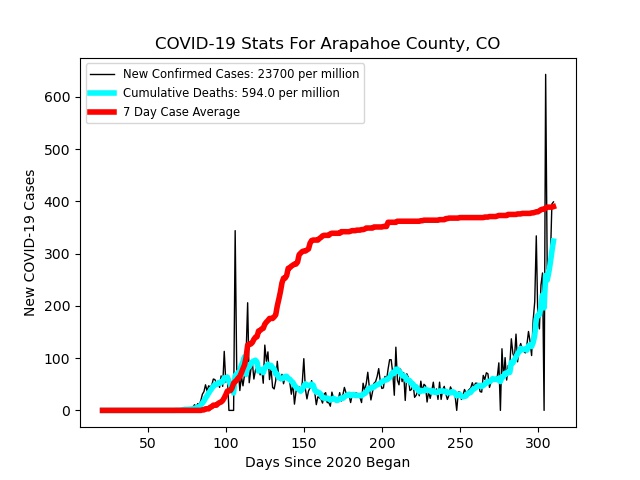 COVID-19 Stats For Arapahoe County, CO
New Confirmed Cases: 23700 per million
Cumulative Deaths: 594.0 per million
7 Day Case Average
600
500
400
300
200
100
0
New COVID-19 Cases
50 100 150 200 250 300
Days Since 2020 Began